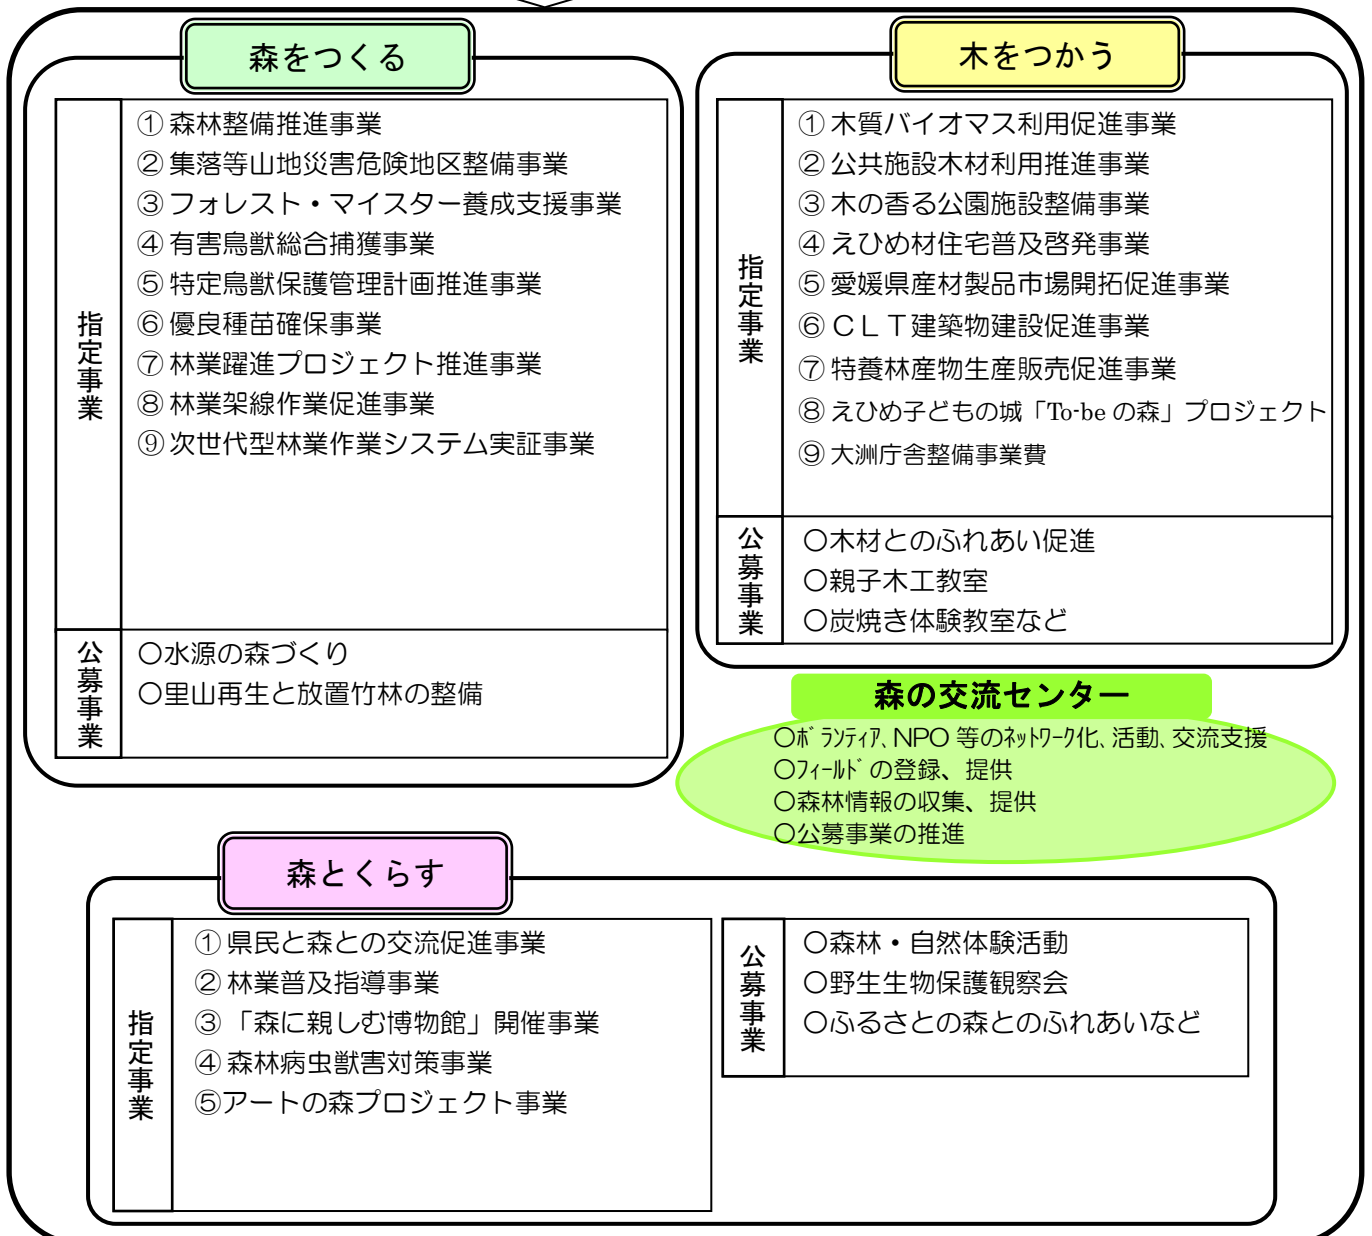 森をつくる
指定事業
① 森林整備推進事業
② 集落等山地災害危険地区整備事業
③ フォレスト・マイスター養成支援事業
④ 有害鳥獣総合捕獲事業
⑤ 特定鳥獣保護管理計画推進事業
⑥ 優良種苗確保事業
⑦ 林業躍進プロジェクト推進事業
⑧ 林業架線作業促進事業
⑨ 次世代型林業作業システム実証事業
公募事業
○水源の森づくり
○里山再生と放置竹林の整備
木をつかう
指定事業
① 木質バイオマス利用促進事業
② 公共施設木材利用推進事業
③ 木の香る公園施設整備事業
④ えひめ材住宅普及啓発事業
⑤ 愛媛県産材製品市場開拓促進事業
⑥ ＣＬＴ建築物建設促進事業
⑦ 特養林産物生産販売促進事業
⑧ えひめ子どもの城「To-be の森」プロジェクト
⑨ 大洲庁舎整備事業費
公募事業
○木材とのふれあい促進
○親子木工教室
○炭焼き体験教室など
森の交流センター
○ﾎﾞﾗﾝﾃｨｱ、NPO 等のﾈｯﾄﾜｰｸ化、活動、交流支援
○ﾌｨｰﾙﾄﾞの登録、提供
○森林情報の収集、提供
○公募事業の推進
森とくらす
指定事業
① 県民と森との交流促進事業
② 林業普及指導事業
③ 「森に親しむ博物館」開催事業
④ 森林病虫獣害対策事業
⑤アートの森プロジェクト事業
公募事業
○森林・自然体験活動
○野生生物保護観察会
○ふるさとの森とのふれあいなど